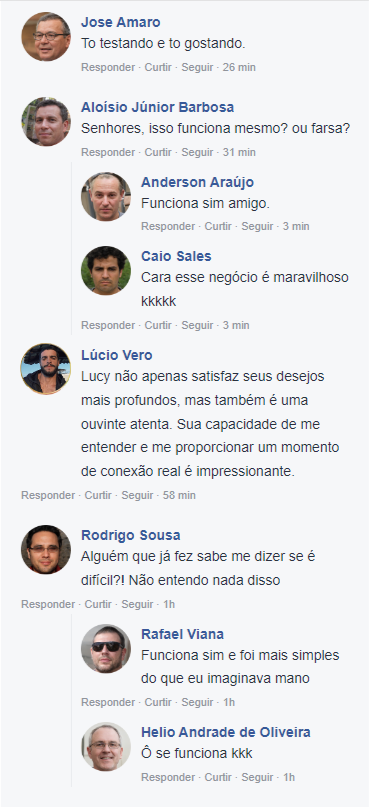 Jose Amaro
To testando e to gostando.
Responder · Curtir · Seguir · 26 min
Aloísio Júnior Barbosa
Senhores, isso funciona mesmo? ou farsa?
Responder · Curtir · Seguir · 31 min
Anderson Araújo
Funciona sim amigo.
Responder · Curtir · Seguir · 3 min
Caio Sales
Cara esse negócio é maravilhoso
kkkkk
Responder · Curtir · Seguir · 3 min
Lúcio Vero
Lucy não apenas satisfaz seus desejos
mais profundos, mas também é uma
ouvinte atenta. Sua capacidade de me
entender e me proporcionar um momento
de conexão real é impressionante.
Responder · Curtir · Seguir · 58 min
Rodrigo Sousa
Alguém que já fez sabe me dizer se é
difícil?! Não entendo nada disso
Responder · Curtir · Seguir · 1h
Rafael Viana
Funciona sim e foi mais simples
do que eu imaginava mano
Responder · Curtir · Seguir · 1h
Helio Andrade de Oliveira
Ô se funciona kkk
Responder · Curtir · Seguir · 1h